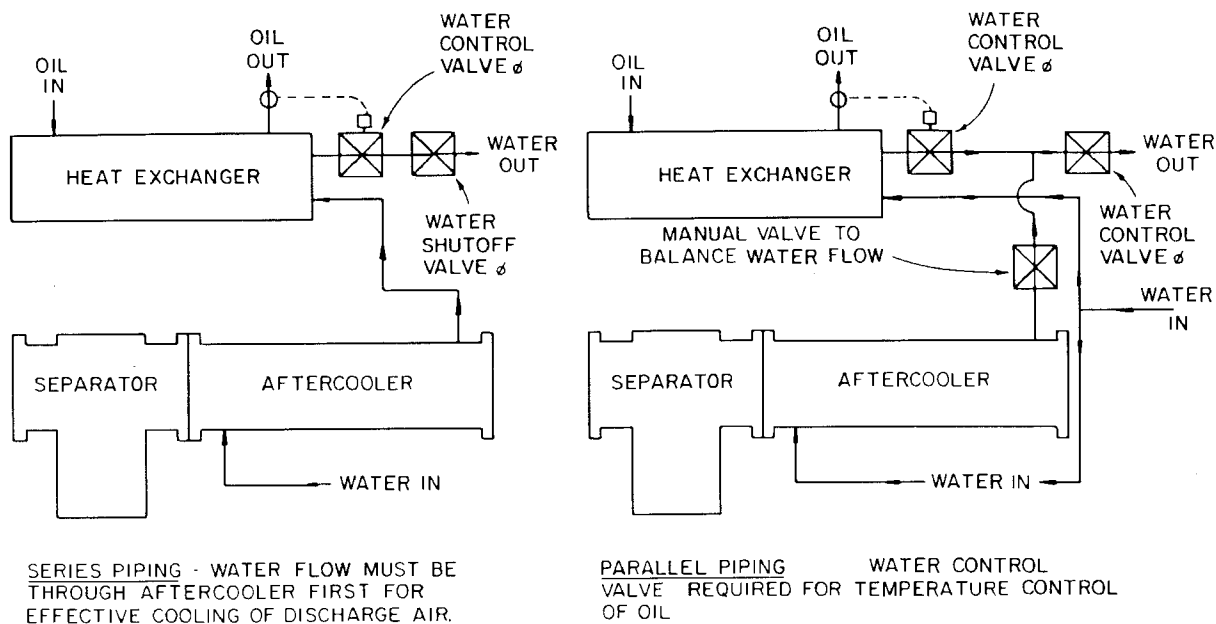 OIL
IN
OIL
OUT
WATER
CONTROL
VALVE ø
HEAT EXCHANGER
WATER
OUT
WATER
SHUTOFF
VALVE ø
SEPARATOR
AFTERCOOLER
WATER IN
SERIES PIPING - WATER FLOW MUST BE
THROUGH AFTERCOOLER FIRST FOR
EFFECTIVE COOLING OF DISCHARGE AIR.
OIL
IN
OIL
OUT
WATER
CONTROL
VALVE ø
HEAT EXCHANGER
WATER
OUT
MANUAL VALVE TO
BALANCE WATER FLOW
WATER
CONTROL
VALVE ø
WATER
IN
SEPARATOR
AFTERCOOLER
WATER IN
PARALLEL PIPING WATER CONTROL
VALVE REQUIRED FOR TEMPERATURE CONTROL
OF OIL